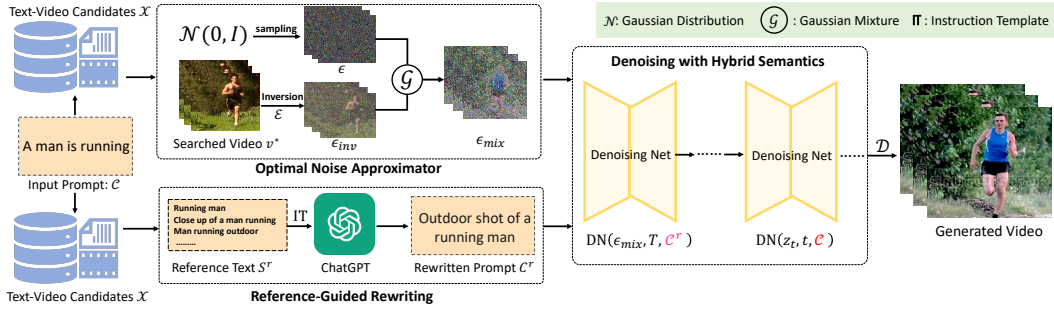 Text-Video Candidates 𝒳
A man is running
Input Prompt: 𝒞
Text-Video Candidates 𝒳
𝒩(0, I)
sampling
ϵ
Inversion
ℰ
Searched Video v*
ϵ_inv
𝒢
ϵ_mix
Optimal Noise Approximator
Running man
Close up of a man running
Man running outdoor
.........
Reference Text S^r
IT
ChatGPT
Outdoor shot of a
running man
Rewritten Prompt C^r
Reference-Guided Rewriting
𝒩: Gaussian Distribution 𝒢 : Gaussian Mixture IT : Instruction Template
Denoising with Hybrid Semantics
Denoising Net
......
Denoising Net
......
𝒟
DN(ϵ_mix, T, 𝒞^r )
DN(z_t, t, 𝒞)
Generated Video